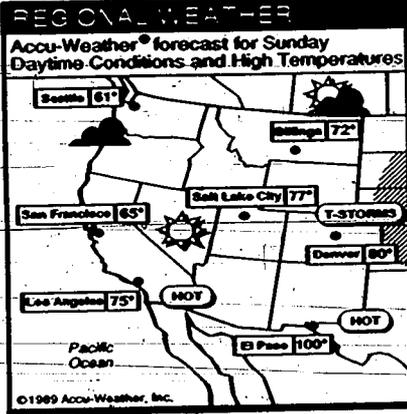 REGIONAL WEATHER
Accu-Weather® forecast for Sunday
Daytime Conditions and High Temperatures
Seattle 61°
Billings 72°
Salt Lake City 77°
San Francisco 65°
T-STORMS
Denver 80°
Los Angeles 75°
HOT
HOT
El Paso 100°
Pacific
Ocean
©1989 Accu-Weather, Inc.